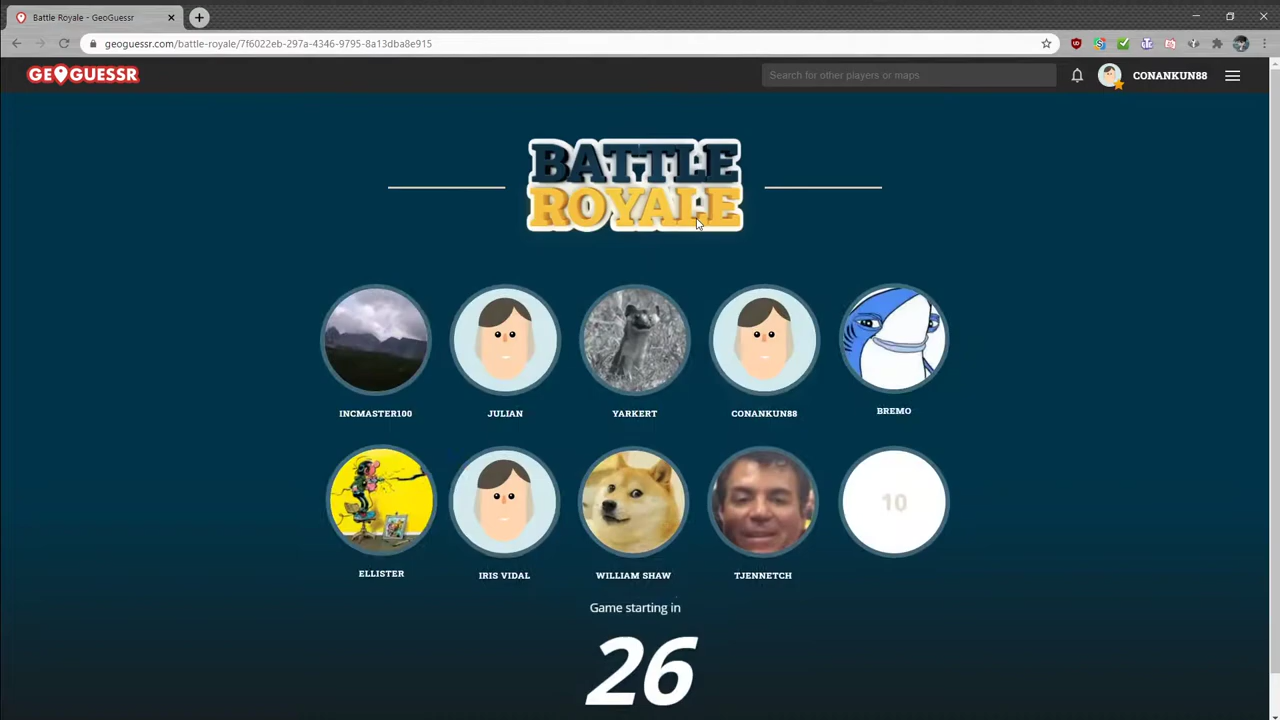 Battle Royale - GeoGuessr
geoguessr.com/battle-royale/7f6022eb-297a-4346-9795-8a13dba8e915
GEOGUESSR
Search for other players or maps
CONANKUN88
BATTLE
ROYALE
INCMASTER100
JULIAN
YARKERT
CONANKUN88
BREMO
10
ELLISTER
IRIS VIDAL
WILLIAM SHAW
TJENNETCH
Game starting in
26